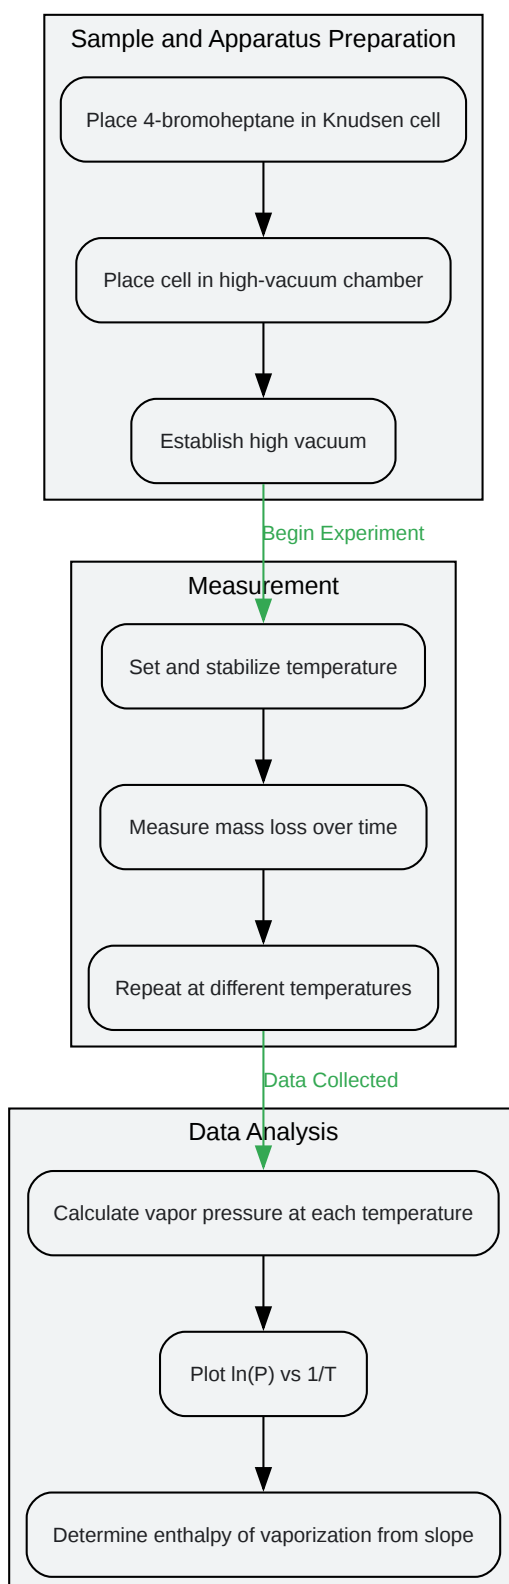 Sample and Apparatus Preparation
Place 4-bromoheptane in Knudsen cell
Place cell in high-vacuum chamber
Establish high vacuum
Begin Experiment
Measurement
Set and stabilize temperature
Measure mass loss over time
Repeat at different temperatures
Data Collected
Data Analysis
Calculate vapor pressure at each temperature
Plot ln(P) vs 1/T
Determine enthalpy of vaporization from slope